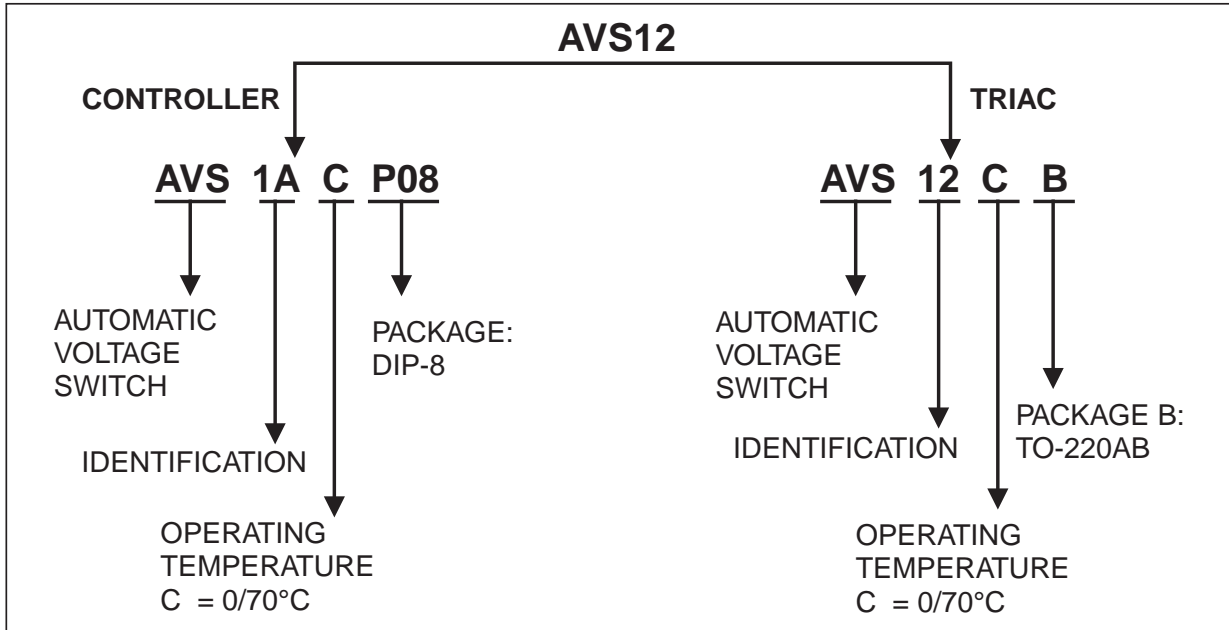 AVS12
CONTROLLER
TRIAC
AVS 1A C P08
AVS 12 C B
AUTOMATIC
VOLTAGE
SWITCH
PACKAGE:
DIP-8
IDENTIFICATION
OPERATING
TEMPERATURE
C = 0/70°C
AUTOMATIC
VOLTAGE
SWITCH
PACKAGE B:
TO-220AB
IDENTIFICATION
OPERATING
TEMPERATURE
C = 0/70°C